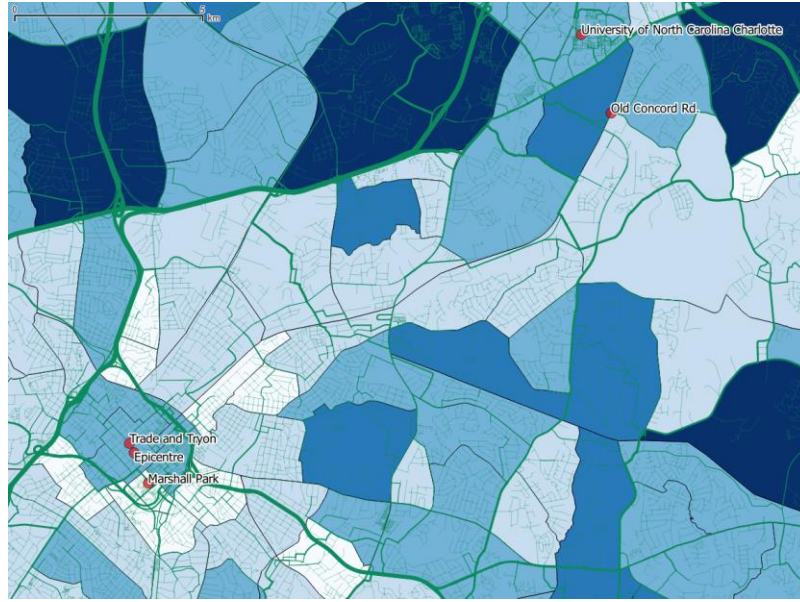 0 5
km
University of North Carolina Charlotte
Old Concord Rd.
Trade and Tryon
Epicentre
Marshall Park